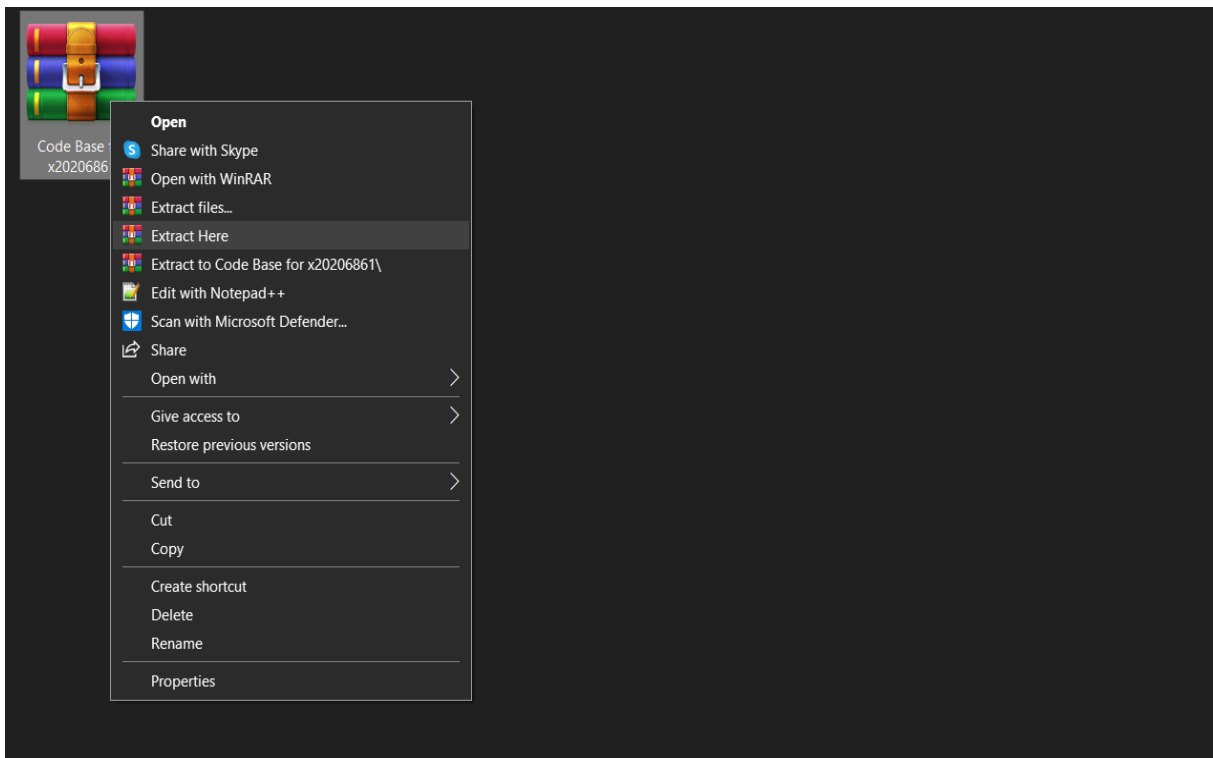 Code Base
x2020686
Open
S Share with Skype
Open with WinRAR
Extract files...
Extract Here
Extract to Code Base for x20206861\
Edit with Notepad++
Scan with Microsoft Defender...
Share
Open with
Give access to
Restore previous versions
Send to
Cut
Copy
Create shortcut
Delete
Rename
Properties